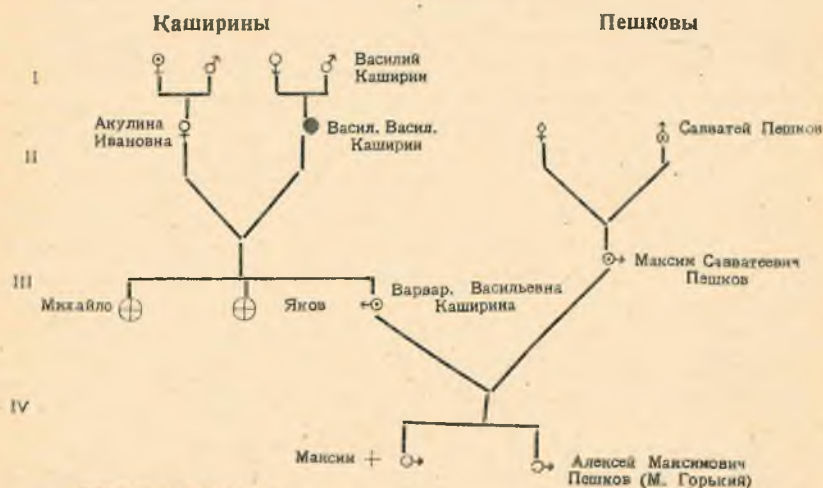 Каширины
Пешковы
I
Василий
Каширин
Акулина
Ивановна
Васил. Васил.
Каширин
Савватей Пешков
II
Максим Савватеевич
Пешков
III
Михайло
Яков
Варвар. Васильевна
Каширина
IV
Максим
Алексей Максимович
Пешков (М. Горький)